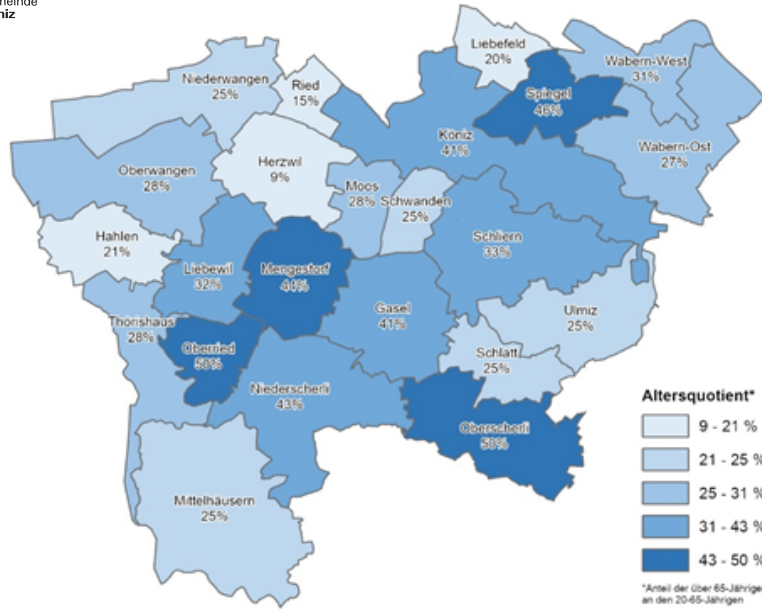 meinde
niz
Liebefeld
20%
Wabern-West
31%
Niederwangen
25%
Ried
15%
Spiegel
46%
Köniz
41%
Wabern-Ost
27%
Oberwangen
28%
Herzwil
9%
Moos
28%
Schwanden
25%
Hahlen
21%
Liebewil
32%
Mengestorf
44%
Schliern
33%
Gasel
41%
Ulmiz
25%
Thörishaus
28%
Oberried
50%
Schlatt
25%
Niederscherli
43%
Oberscherli
50%
Mittelhäusern
25%
Altersquotient*
9 - 21 %
21 - 25 %
25 - 31 %
31 - 43 %
43 - 50 %
*Anteil der über 65-Jährigen
an den 20-65-Jährigen